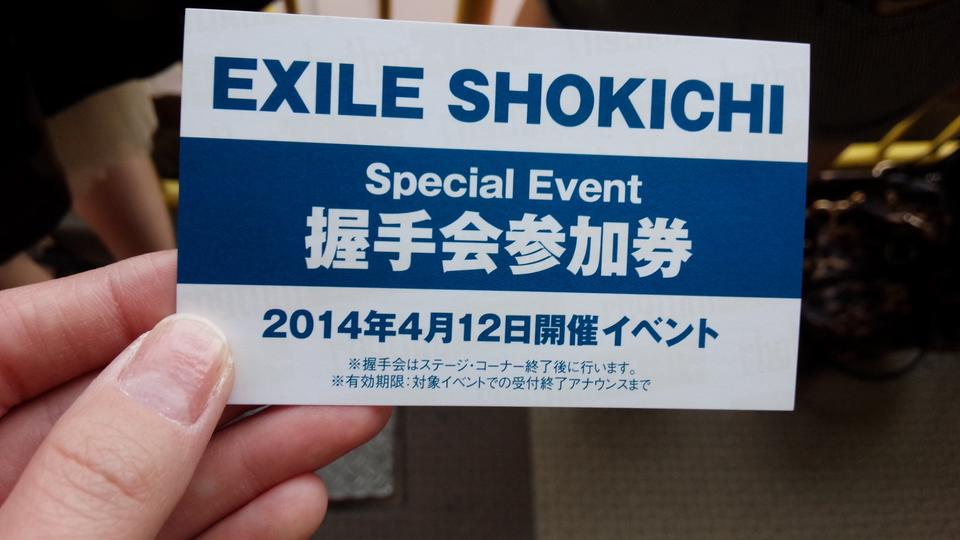 EXILE SHOKICHI
Special Event
握手会参加券
2014年4月12日開催イベント
※握手会はステージ・コーナー終了後に行います。
※有効期限:対象イベントでの受付終了アナウンスまで